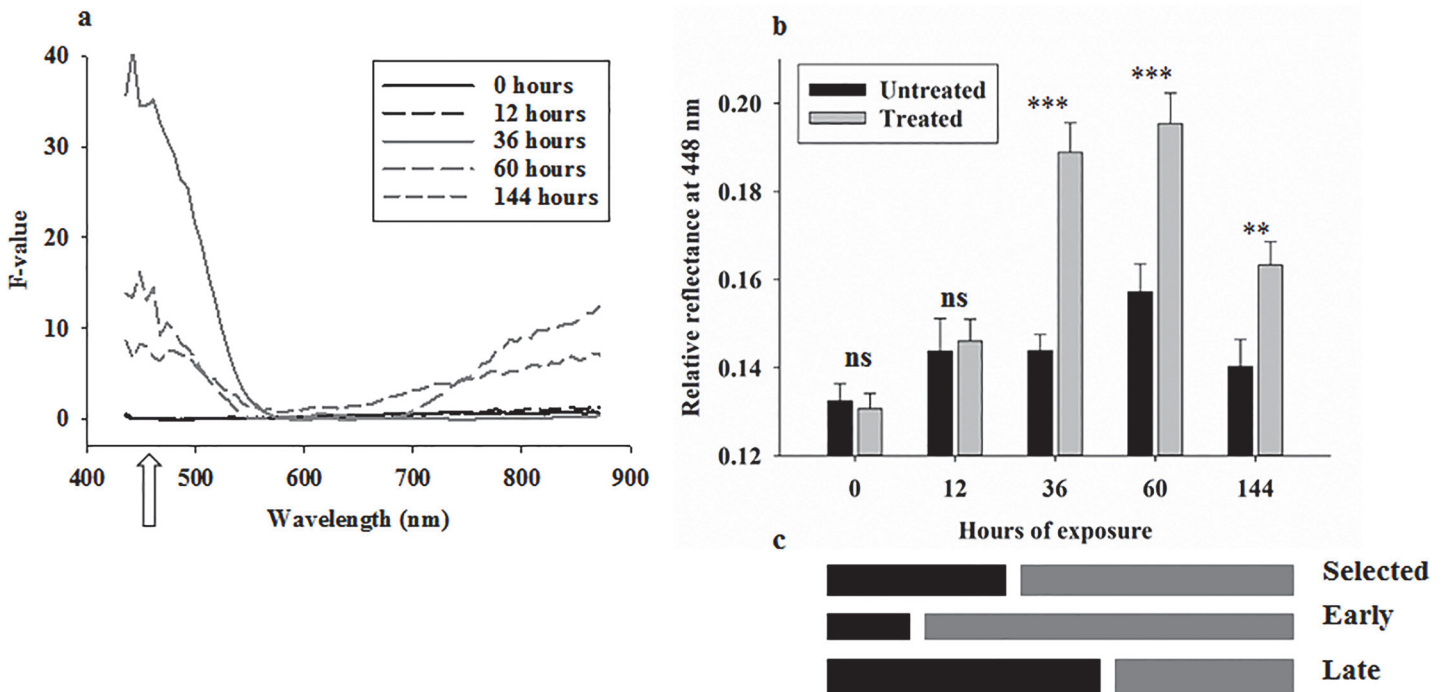 a
F-value
40
30
20
10
0
400 500 600 700 800 900
Wavelength (nm)
0 hours
12 hours
36 hours
60 hours
144 hours
b
Relative reflectance at 448 nm
0.20
0.18
0.16
0.14
0.12
Untreated
Treated
ns
ns
***
***
**
0 12 36 60 144
Hours of exposure
c
Selected
Early
Late